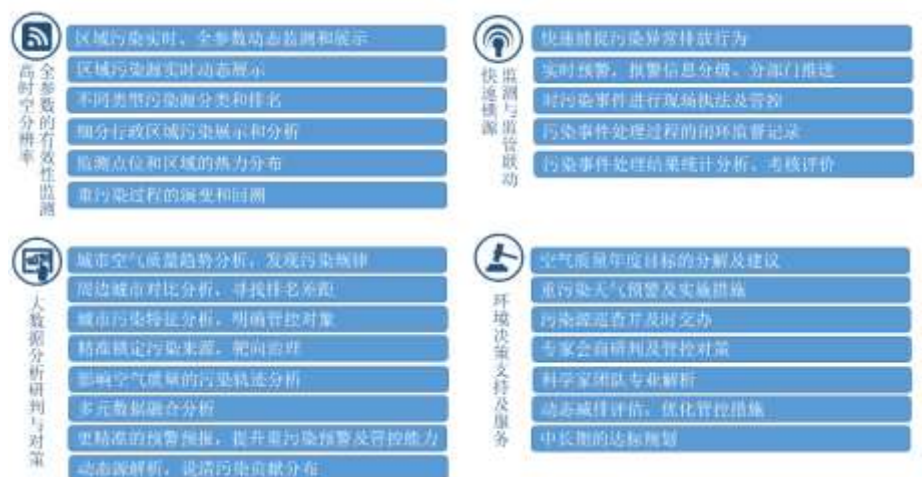 全参数的有效性监测
高时空分辨率
区域污染实时、全参数动态监测和展示
区域污染源实时动态展示
不同类型污染源分类和排名
细分行政区域污染展示和分析
监测点位和区域的热力分布
重污染过程的演变和回溯
监测与监管联动
快速锁源
快速捕捉污染异常排放行为
实时预警，报警信息分级、分部门推送
对污染事件进行现场执法及管控
污染事件处理过程的闭环监督记录
污染事件处理结果统计分析、考核评价
大数据分析研判与对策
城市空气质量趋势分析，发现污染规律
周边城市对比分析，寻找排名差距
城市污染特征分析，明确管控对象
精准锁定污染来源，靶向治理
影响空气质量的污染轨迹分析
多元数据融合分析
更精准的预警预报，提升重污染预警及管控能力
动态源解析，说清污染贡献分布
环境决策支持及服务
空气质量年度目标的分解及建议
重污染天气预警及实施措施
污染源巡查并及时交办
专家会商研判及管控对策
科学家团队专业解析
动态减排评估，优化管控措施
中长期的达标规划